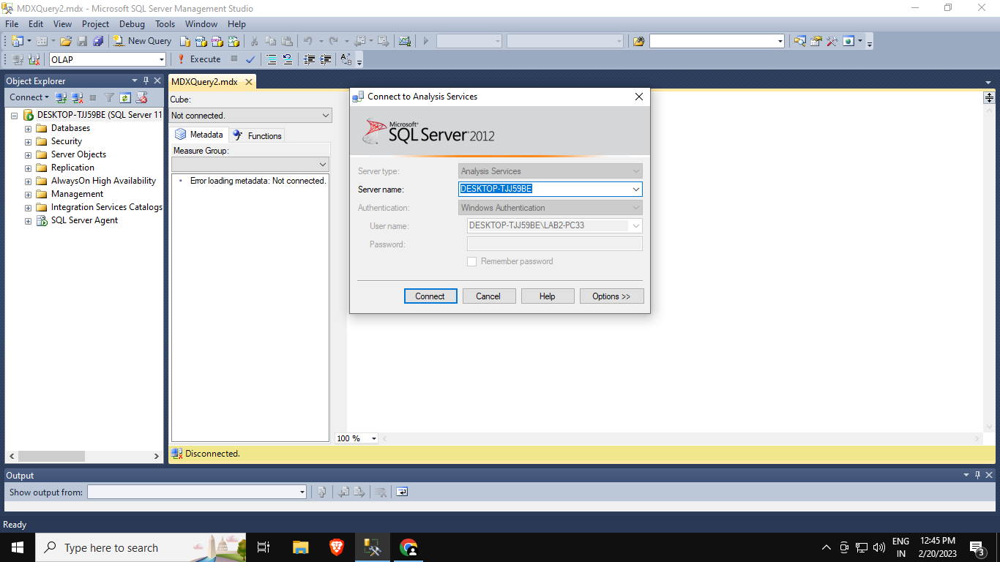 MDXQuery2.mdx - Microsoft SQL Server Management Studio
File Edit View Project Debug Tools Window Help
New Query
OLAP
Execute
Object Explorer
Connect
DESKTOP-TJJ59BE (SQL Server 11
Databases
Security
Server Objects
Replication
AlwaysOn High Availability
Management
Integration Services Catalogs
SQL Server Agent
MDXQuery2.mdx
Cube:
Not connected.
Metadata Functions
Measure Group:
Error loading metadata: Not connected.
Connect to Analysis Services
Microsoft®
SQL Server 2012
Server type: Analysis Services
Server name: DESKTOP-TJJ59BE
Authentication: Windows Authentication
User name: DESKTOP-TJJ59BE\LAB2-PC33
Password:
Remember password
Connect Cancel Help Options >>
100 %
Disconnected.
Output
Show output from:
Ready
Type here to search
ENG
IN
12:45 PM
2/20/2023
3